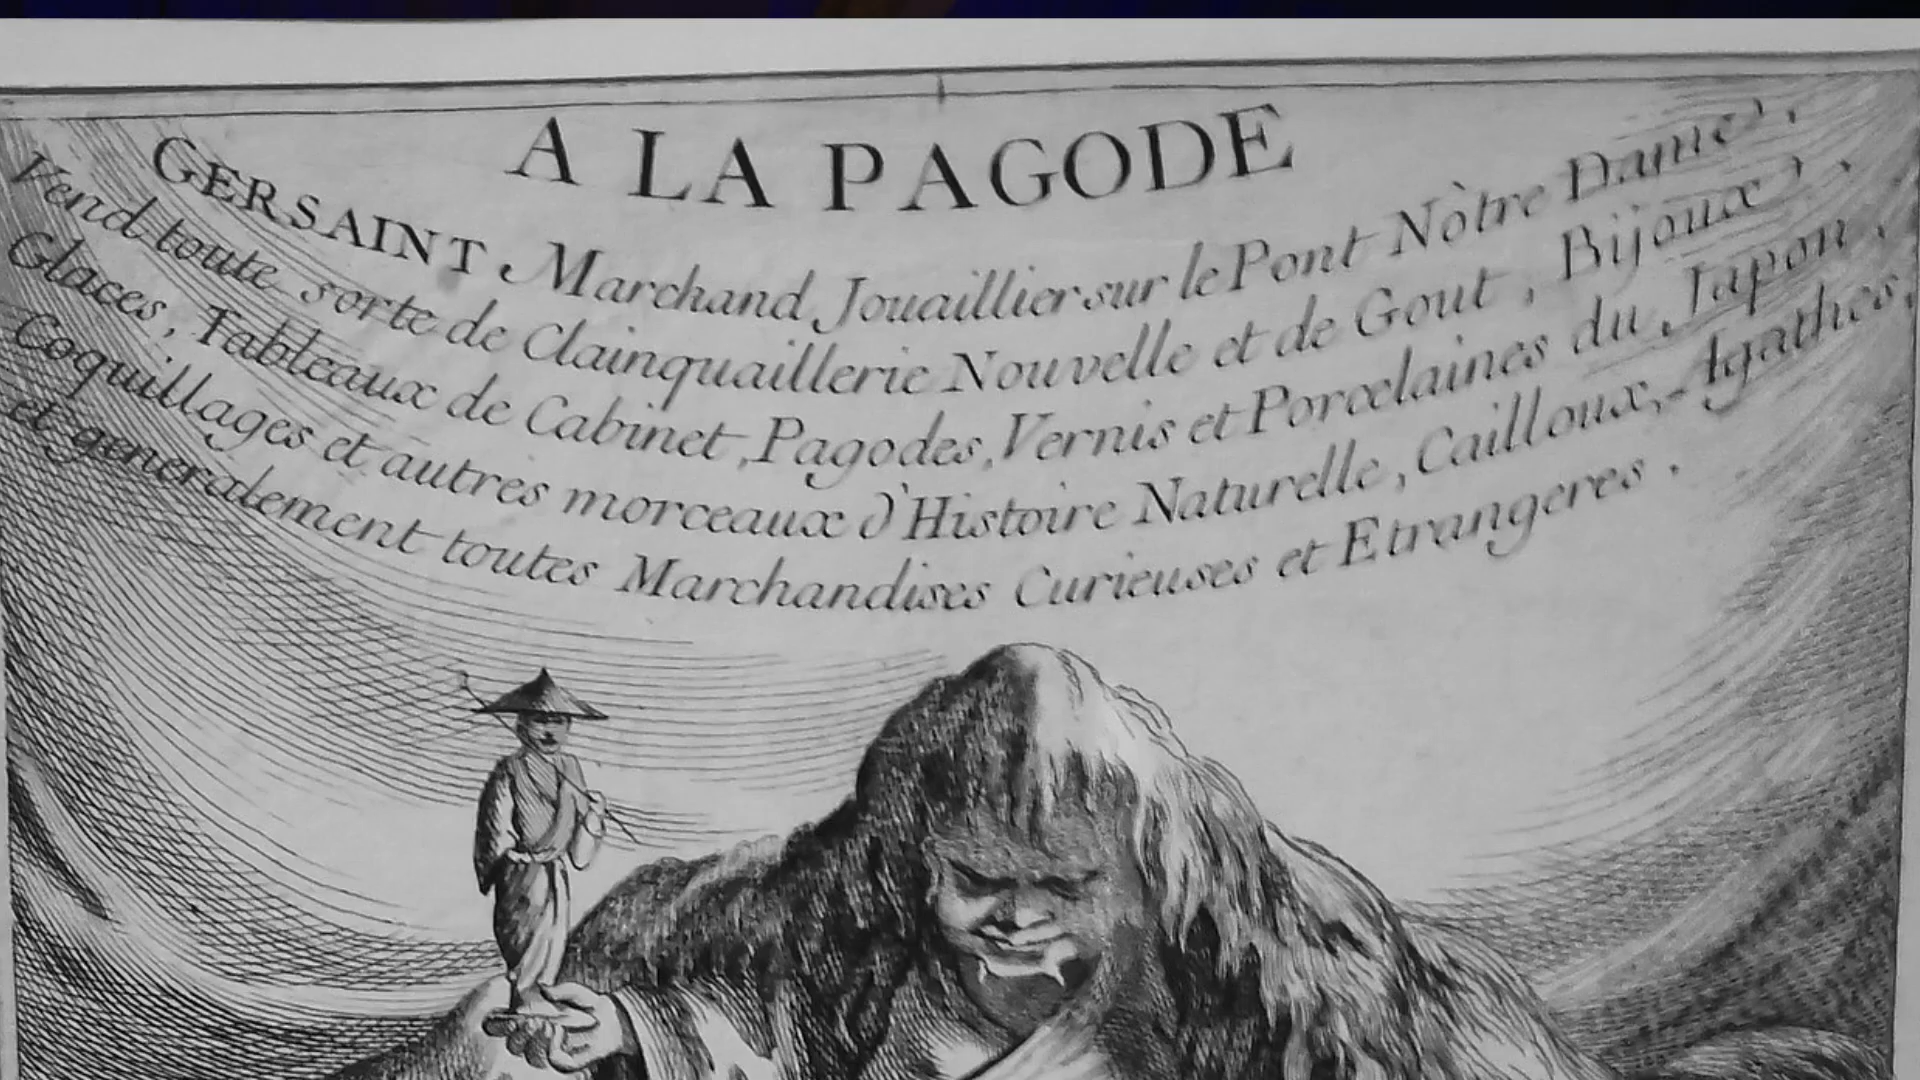 A LA PAGODE
GERSAINT Marchand Jouaillier sur le Pont Nòtre Dame,
Vend toute sorte de Clainquaillerie Nouvelle et de Gout, Bijoux,
Glaces, Tableaux de Cabinet, Pagodes, Vernis et Porcelaines du Japon,
Coquillages et autres morceaux d'Histoire Naturelle, Cailloux, Agathes,
et generalement toutes Marchandises Curieuses et Etrangeres.